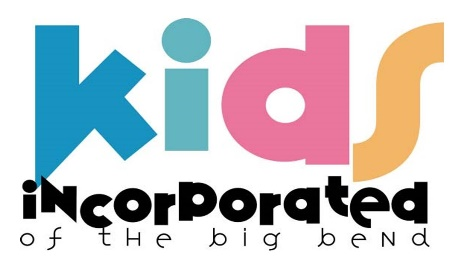 kids
iNcorporated
of tHe big beNd